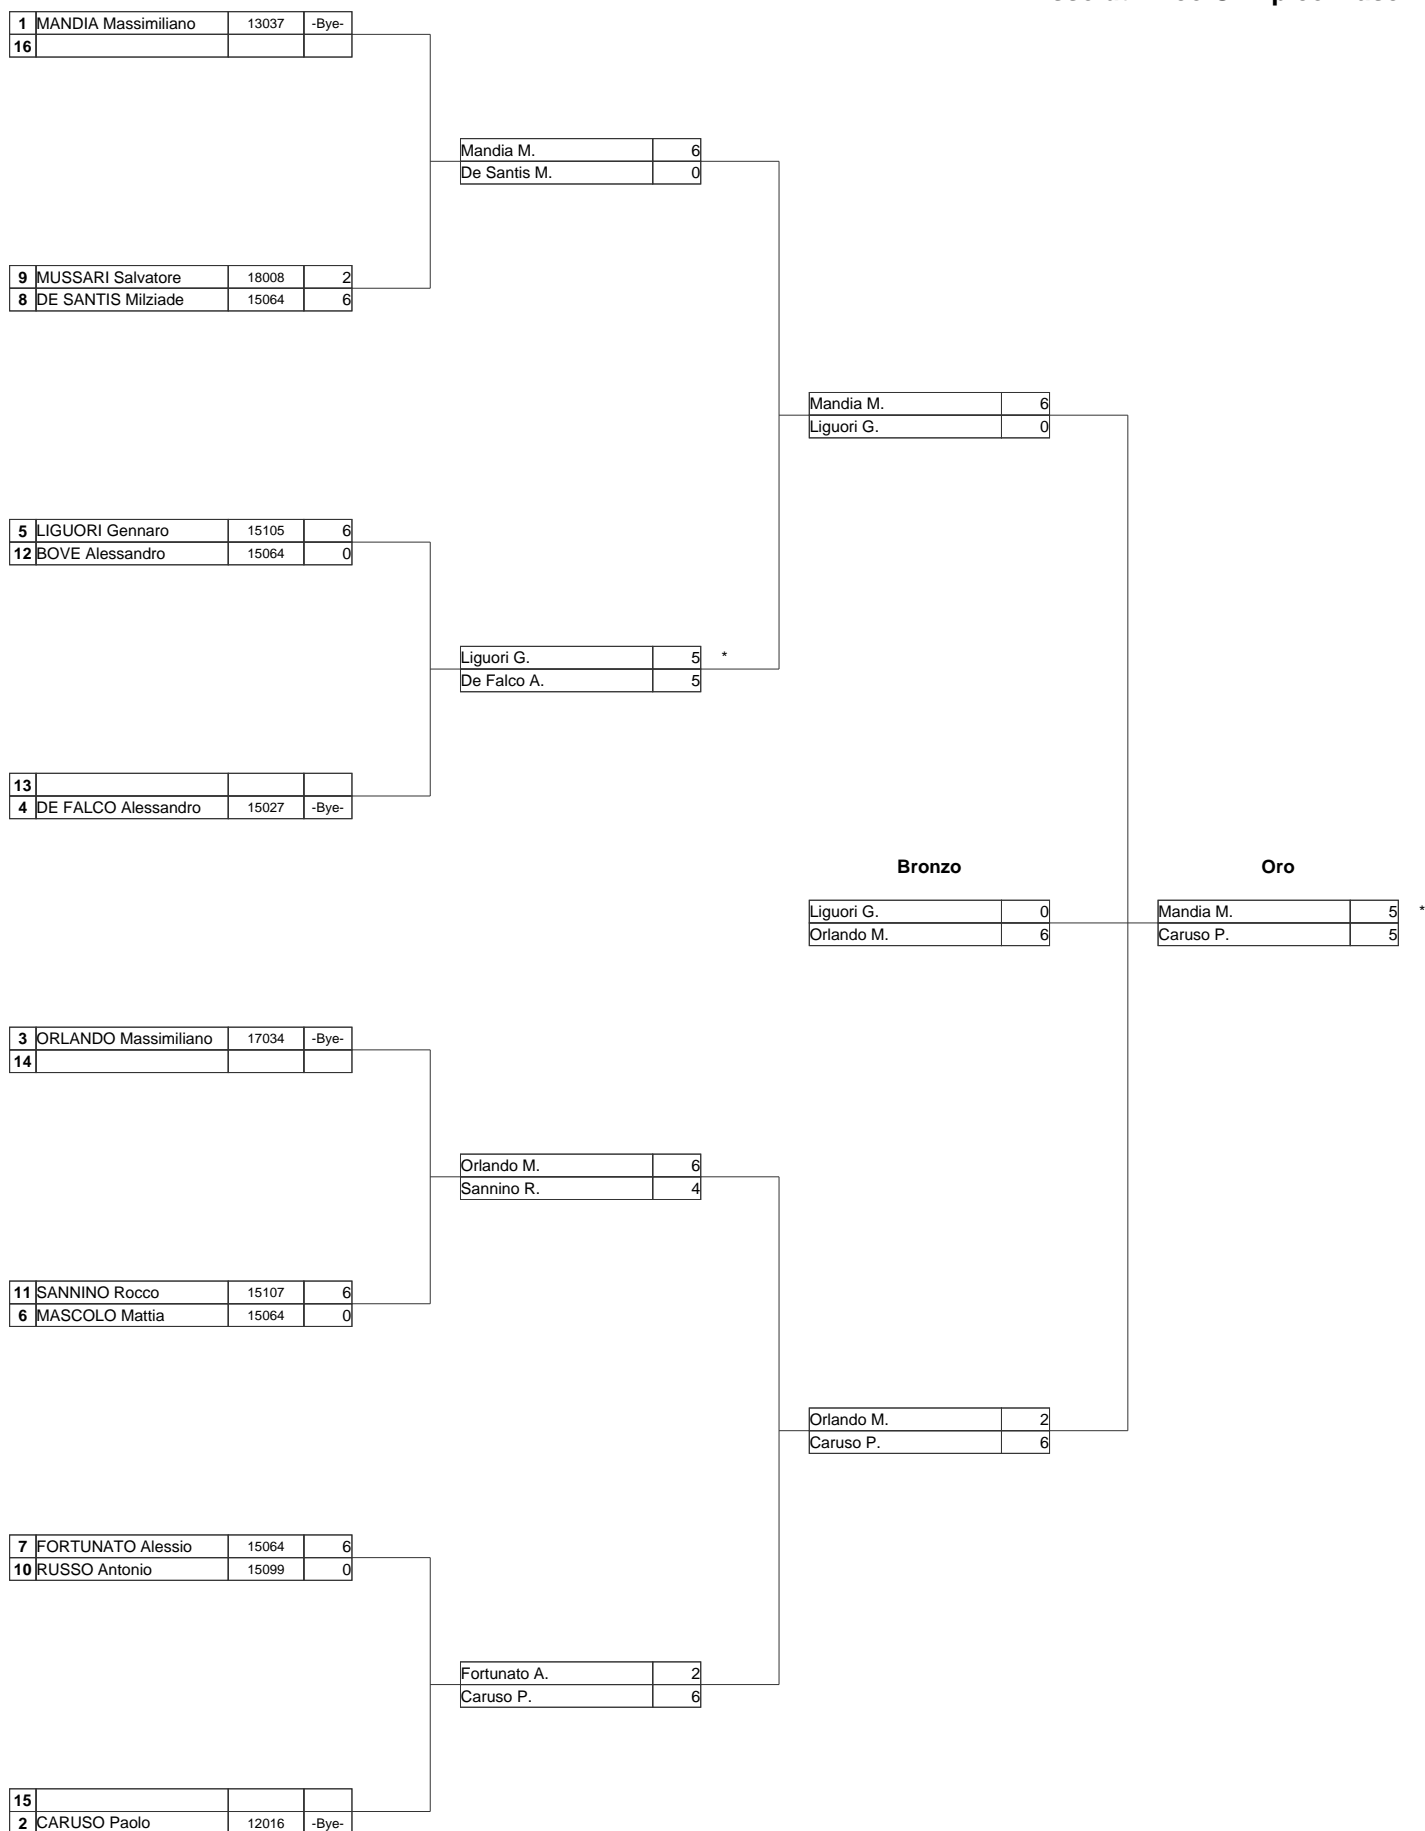 1 MANDIA Massimiliano 13037 -Bye-
16
Mandia M. 6
De Santis M. 0
9 MUSSARI Salvatore 18008 2
8 DE SANTIS Milziade 15064 6
Mandia M. 6
Liguori G. 0
5 LIGUORI Gennaro 15105 6
12 BOVE Alessandro 15064 0
Liguori G. 5 *
De Falco A. 5
13
4 DE FALCO Alessandro 15027 -Bye-
Bronzo Oro
Liguori G. 0 Mandia M. 5 *
Orlando M. 6 Caruso P. 5
3 ORLANDO Massimiliano 17034 -Bye-
14
Orlando M. 6
Sannino R. 4
11 SANNINO Rocco 15107 6
6 MASCOLO Mattia 15064 0
Orlando M. 2
Caruso P. 6
7 FORTUNATO Alessio 15064 6
10 RUSSO Antonio 15099 0
Fortunato A. 2
Caruso P. 6
15
2 CARUSO Paolo 12016 -Bye-